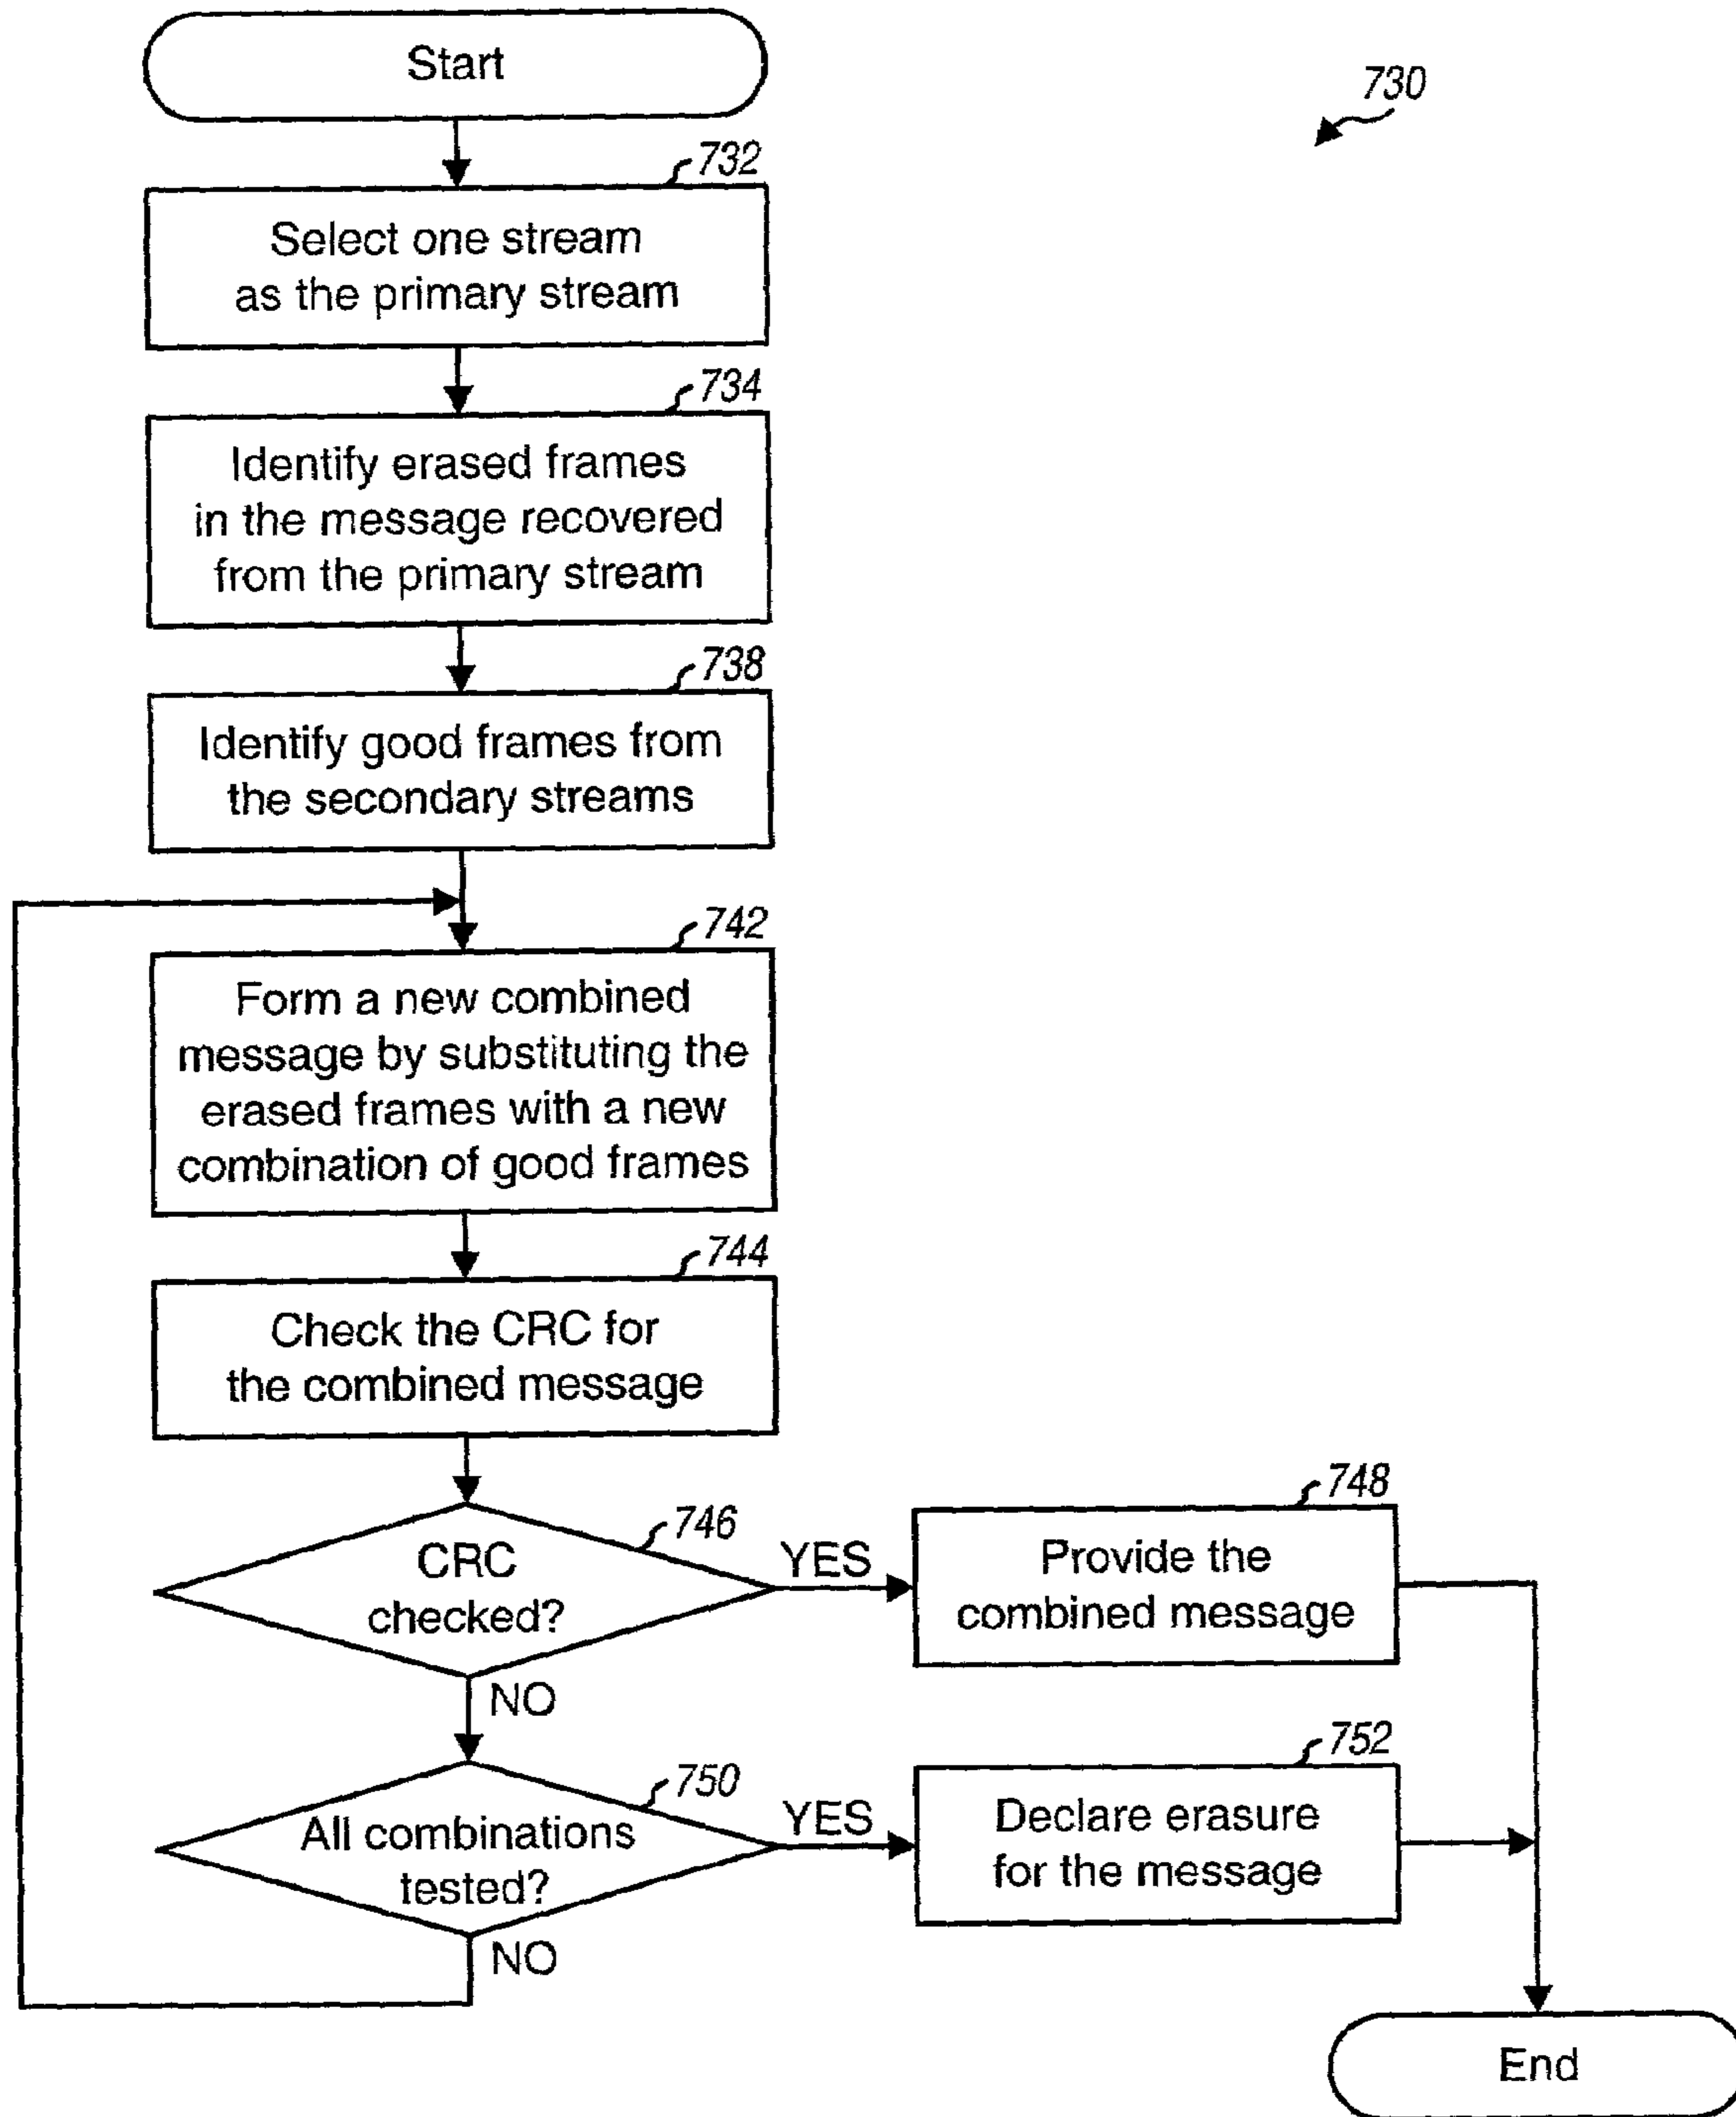 Start
730
732
Select one stream
as the primary stream
734
Identify erased frames
in the message recovered
from the primary stream
738
Identify good frames from
the secondary streams
742
Form a new combined
message by substituting the
erased frames with a new
combination of good frames
744
Check the CRC for
the combined message
746
CRC
checked?
YES
748
Provide the
combined message
NO
750
All combinations
tested?
YES
752
Declare erasure
for the message
NO
End